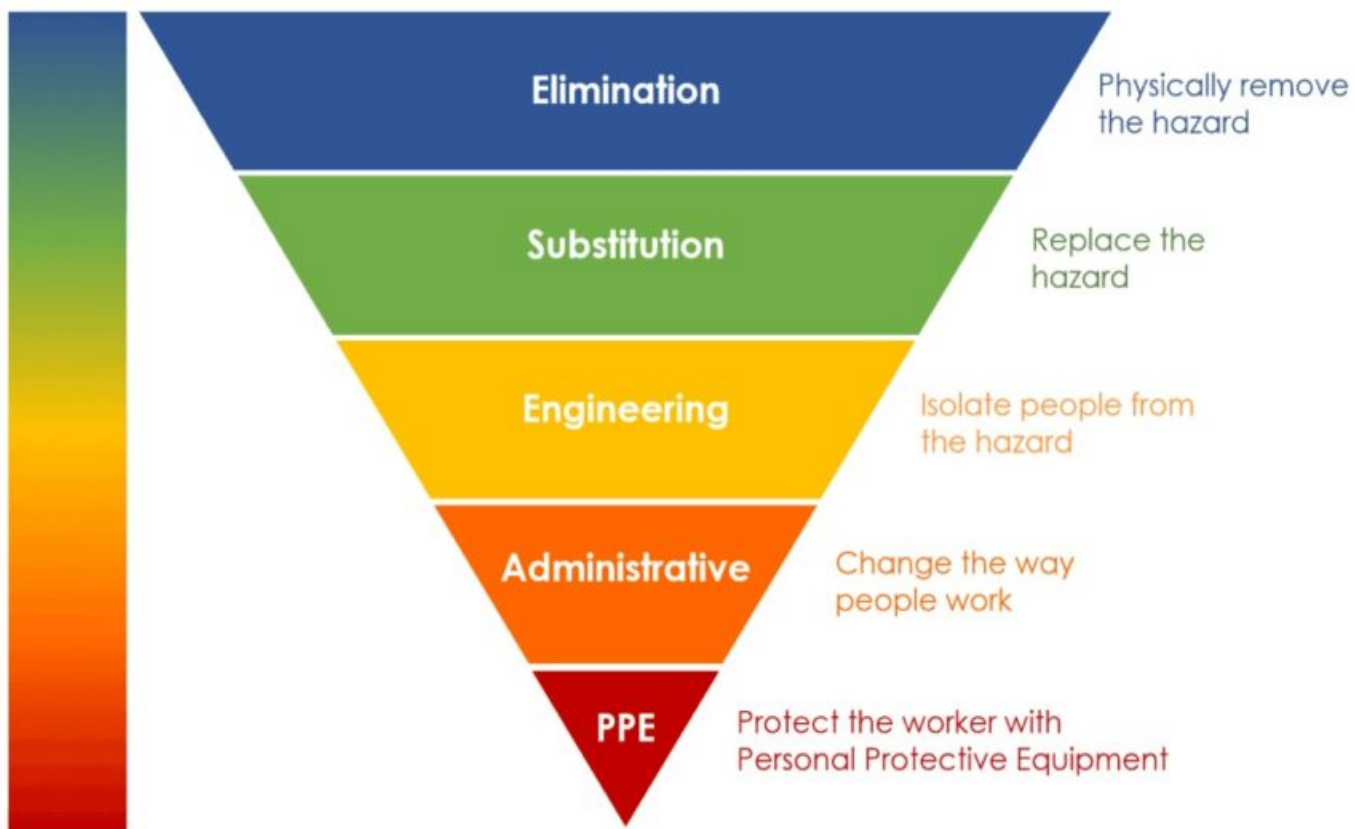 Elimination
Physically remove
the hazard
Substitution
Replace the
hazard
Engineering
Isolate people from
the hazard
Administrative
Change the way
people work
PPE
Protect the worker with
Personal Protective Equipment